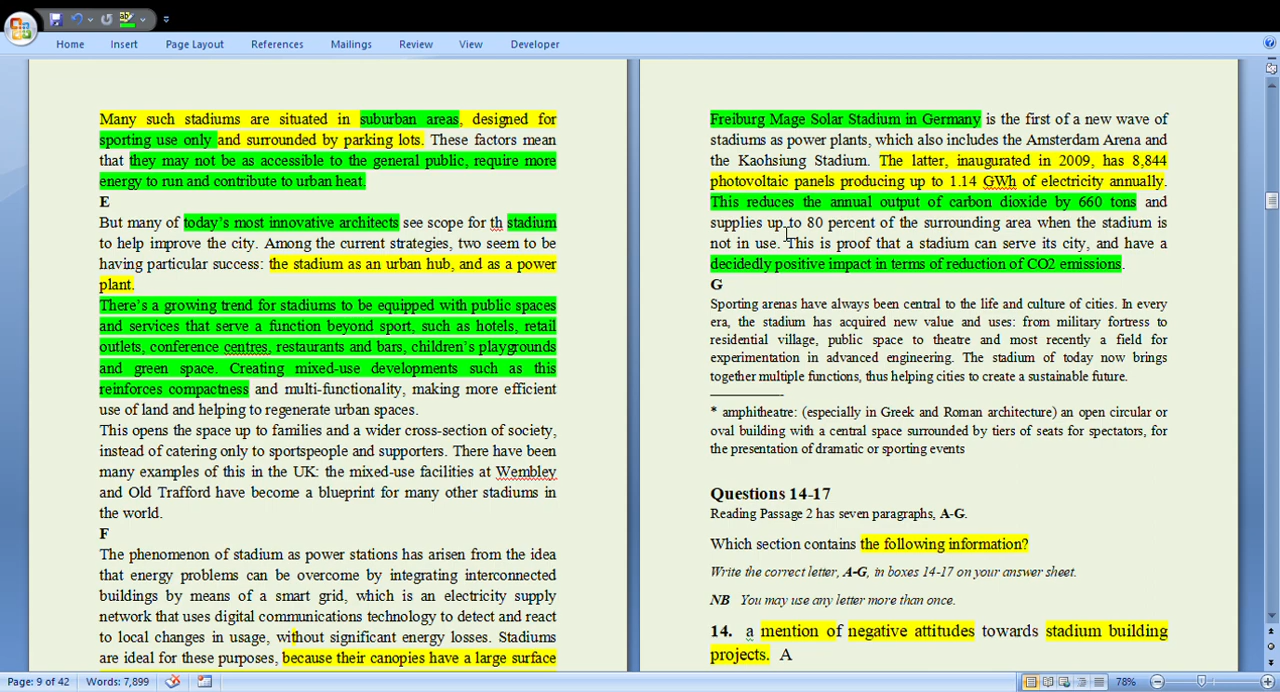 Home Insert Page Layout References Mailings Review View Developer
Many such stadiums are situated in suburban areas, designed for
sporting use only and surrounded by parking lots. These factors mean
that they may not be as accessible to the general public, require more
energy to run and contribute to urban heat.
E
But many of today's most innovative architects see scope for th stadium
to help improve the city. Among the current strategies, two seem to be
having particular success: the stadium as an urban hub, and as a power
plant.
There's a growing trend for stadiums to be equipped with public spaces
and services that serve a function beyond sport, such as hotels, retail
outlets, conference centres, restaurants and bars, children's playgrounds
and green space. Creating mixed-use developments such as this
reinforces compactness and multi-functionality, making more efficient
use of land and helping to regenerate urban spaces.
This opens the space up to families and a wider cross-section of society,
instead of catering only to sportspeople and supporters. There have been
many examples of this in the UK: the mixed-use facilities at Wembley
and Old Trafford have become a blueprint for many other stadiums in
the world.
F
The phenomenon of stadium as power stations has arisen from the idea
that energy problems can be overcome by integrating interconnected
buildings by means of a smart grid, which is an electricity supply
network that uses digital communications technology to detect and react
to local changes in usage, without significant energy losses. Stadiums
are ideal for these purposes, because their canopies have a large surface
Freiburg Mage Solar Stadium in Germany is the first of a new wave of
stadiums as power plants, which also includes the Amsterdam Arena and
the Kaohsiung Stadium. The latter, inaugurated in 2009, has 8,844
photovoltaic panels producing up to 1.14 GWh of electricity annually.
This reduces the annual output of carbon dioxide by 660 tons and
supplies up to 80 percent of the surrounding area when the stadium is
not in use. This is proof that a stadium can serve its city, and have a
decidedly positive impact in terms of reduction of CO2 emissions.
G
Sporting arenas have always been central to the life and culture of cities. In every
era, the stadium has acquired new value and uses: from military fortress to
residential village, public space to theatre and most recently a field for
experimentation in advanced engineering. The stadium of today now brings
together multiple functions, thus helping cities to create a sustainable future.
* amphitheatre: (especially in Greek and Roman architecture) an open circular or
oval building with a central space surrounded by tiers of seats for spectators, for
the presentation of dramatic or sporting events
Questions 14-17
Reading Passage 2 has seven paragraphs, A-G.
Which section contains the following information?
Write the correct letter, A-G, in boxes 14-17 on your answer sheet.
NB You may use any letter more than once.
14. a mention of negative attitudes towards stadium building
projects. A
Page: 9 of 42 Words: 7,899 78%